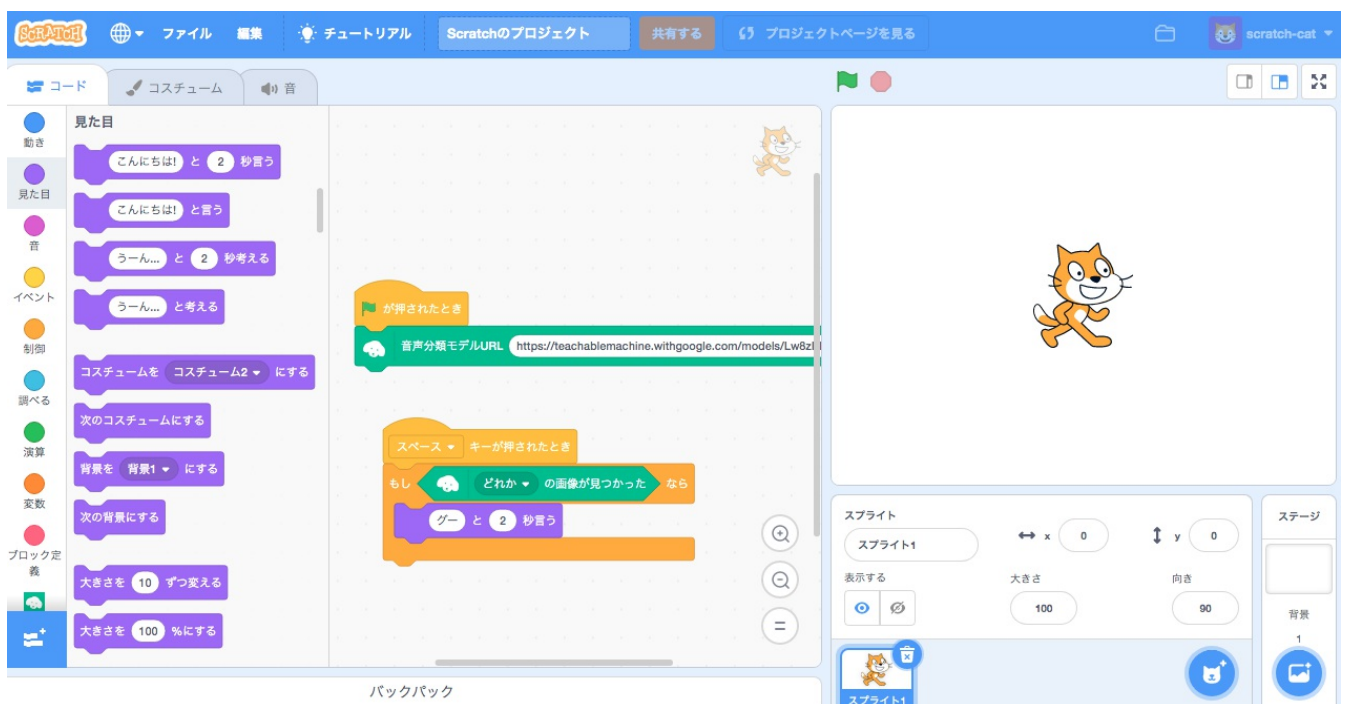 SCRATCH
ファイル
編集
チュートリアル
Scratchのプロジェクト
共有する
プロジェクトページを見る
scratch-cat
コード
コスチューム
音
動き
見た目
音
イベント
制御
調べる
演算
変数
ブロック定義
見た目
こんにちは! と 2 秒言う
こんにちは! と言う
うーん... と 2 秒考える
うーん... と考える
コスチュームを コスチューム2 にする
次のコスチュームにする
背景を 背景1 にする
次の背景にする
大きさを 10 ずつ変える
大きさを 100 %にする
が押されたとき
音声分類モデルURL https://teachablemachine.withgoogle.com/models/Lw8z
スペース キーが押されたとき
もし どれか の画像が見つかった なら
グー と 2 秒言う
バックパック
スプライト
スプライト1
x 0
y 0
表示する
大きさ
100
向き
90
スプライト1
ステージ
背景
1